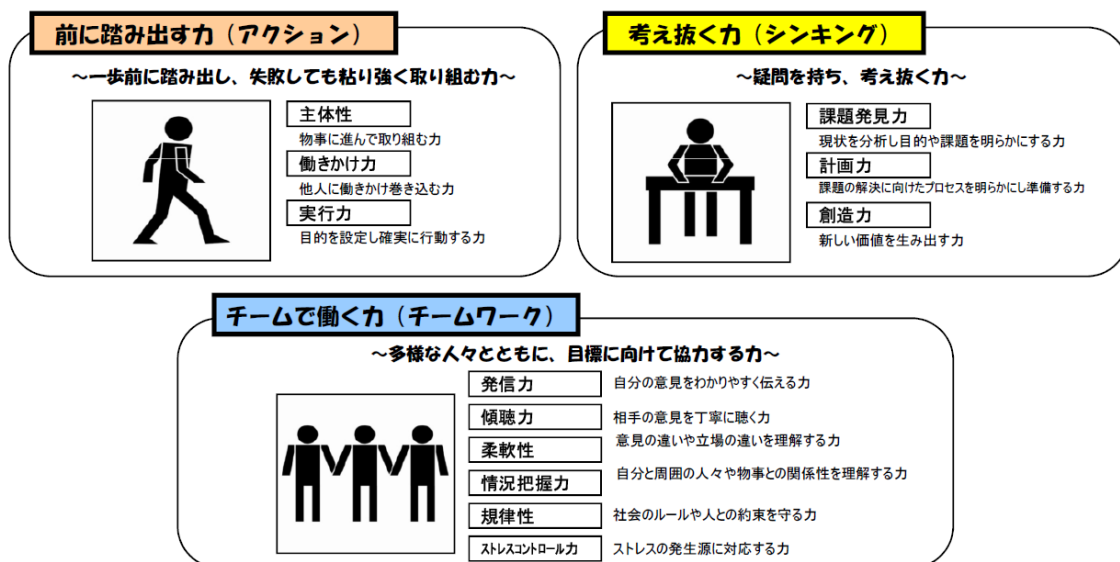 前に踏み出す力（アクション）
～一歩前に踏み出し、失敗しても粘り強く取り組む力～
主体性
物事に進んで取り組む力
働きかけ力
他人に働きかけ巻き込む力
実行力
目的を設定し確実に行動する力
考え抜く力（シンキング）
～疑問を持ち、考え抜く力～
課題発見力
現状を分析し目的や課題を明らかにする力
計画力
課題の解決に向けたプロセスを明らかにし準備する力
創造力
新しい価値を生み出す力
チームで働く力（チームワーク）
～多様な人々とともに、目標に向けて協力する力～
発信力 自分の意見をわかりやすく伝える力
傾聴力 相手の意見を丁寧に聴く力
柔軟性 意見の違いや立場の違いを理解する力
情況把握力 自分と周囲の人々や物事との関係性を理解する力
規律性 社会のルールや人との約束を守る力
ストレスコントロール力 ストレスの発生源に対応する力